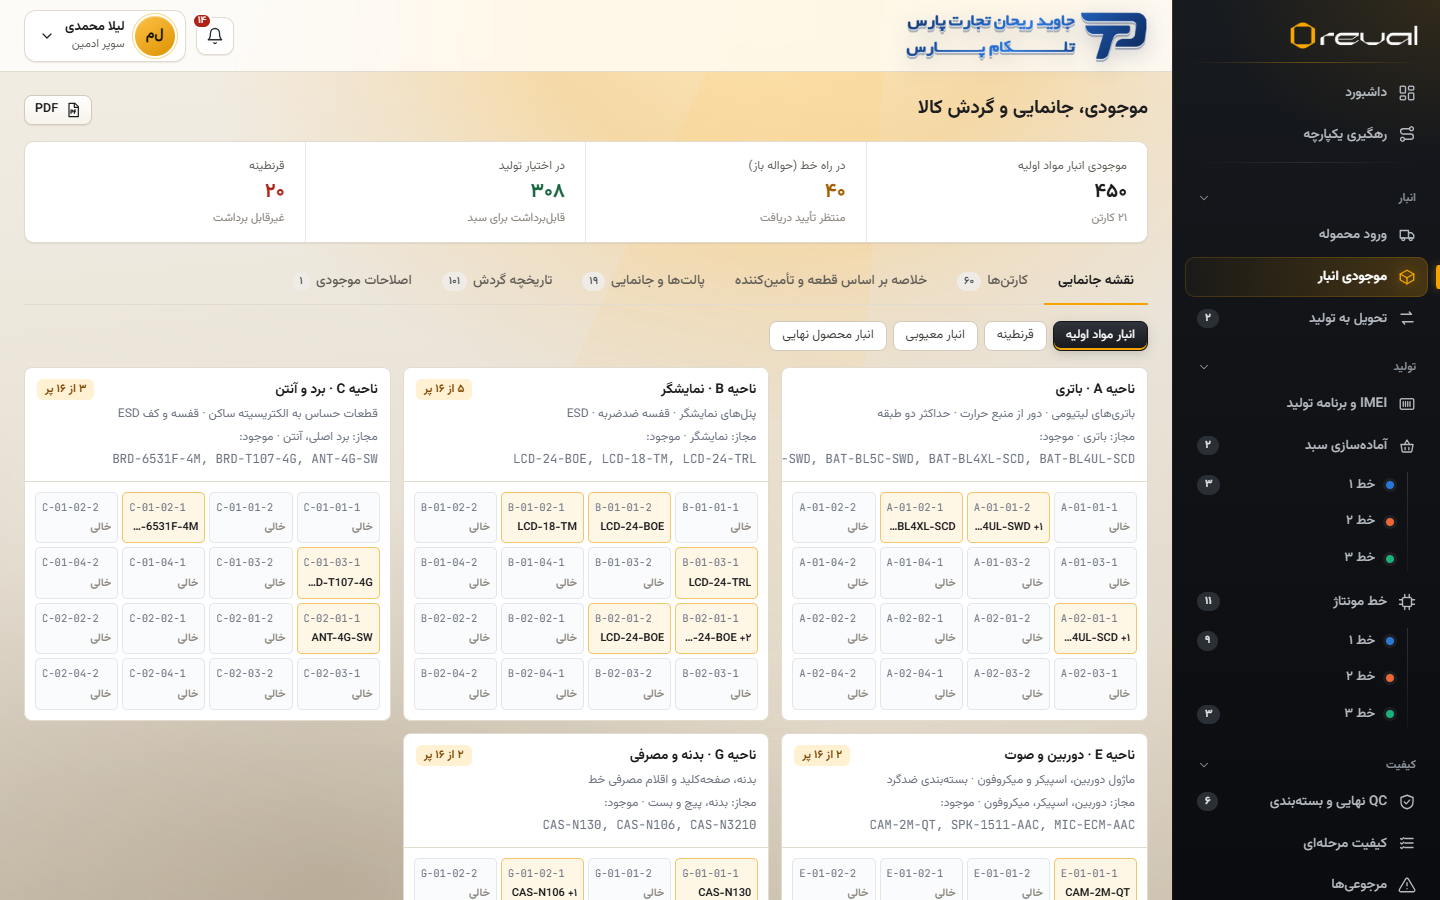 reval
داشبورد
رهگیری یکپارچه
انبار
ورود محموله
موجودی انبار
تحویل به تولید ۲
تولید
IMEI و برنامه تولید
آماده‌سازی سبد ۲
خط ۱ ۳
خط ۲
خط ۳
خط مونتاژ ۱۱
خط ۱ ۹
خط ۲
خط ۳ ۳
کیفیت
QC نهایی و بسته‌بندی ۶
کیفیت مرحله‌ای
مرجوعی‌ها
جاوید ریحان تجارت پارس
تلکام پارس
۱۴
لیلا محمدی
سوپر ادمین
ل‌م
موجودی، جانمایی و گردش کالا
PDF
موجودی انبار مواد اولیه
۴۵۰
۲۱ کارتن
در راه خط (حواله باز)
۴۰
منتظر تأیید دریافت
در اختیار تولید
۳۰۸
قابل‌برداشت برای سبد
قرنطینه
۲۰
غیرقابل برداشت
نقشه جانمایی
کارتن‌ها ۶۰
خلاصه بر اساس قطعه و تأمین‌کننده
پالت‌ها و جانمایی ۱۹
تاریخچه گردش ۱۰۱
اصلاحات موجودی ۱
انبار مواد اولیه
قرنطینه
انبار معیوبی
انبار محصول نهایی
ناحیه A · باتری
باتری‌های لیتیومی · دور از منبع حرارت · حداکثر دو طبقه
مجاز: باتری · موجود:
-SWD, BAT-BL5C-SWD, BAT-BL4XL-SCD, BAT-BL4UL-SCD
A-01-01-1 خالی
A-01-01-2 …4UL-SWD +۱
A-01-02-1 …BL4XL-SCD
A-01-02-2 خالی
A-01-03-1 خالی
A-01-03-2 خالی
A-01-04-1 خالی
A-01-04-2 خالی
A-02-01-1 …4UL-SCD +۱
A-02-01-2 خالی
A-02-02-1 خالی
A-02-02-2 خالی
A-02-03-1 خالی
A-02-03-2 خالی
A-02-04-1 خالی
A-02-04-2 خالی
ناحیه B · نمایشگر
۵ از ۱۶ پر
پنل‌های نمایشگر · قفسه ضدضربه · ESD
مجاز: نمایشگر · موجود:
LCD-24-BOE, LCD-18-TM, LCD-24-TRL
B-01-01-1 خالی
B-01-01-2 LCD-24-BOE
B-01-02-1 LCD-18-TM
B-01-02-2 خالی
B-01-03-1 LCD-24-TRL
B-01-03-2 خالی
B-01-04-1 خالی
B-01-04-2 خالی
B-02-01-1 …-24-BOE +۲
B-02-01-2 LCD-24-BOE
B-02-02-1 خالی
B-02-02-2 خالی
B-02-03-1 خالی
B-02-03-2 خالی
B-02-04-1 خالی
B-02-04-2 خالی
ناحیه C · برد و آنتن
۳ از ۱۶ پر
قطعات حساس به الکتریسیته ساکن · قفسه و کف ESD
مجاز: برد اصلی، آنتن · موجود:
BRD-6531F-4M, BRD-T107-4G, ANT-4G-SW
C-01-01-1 خالی
C-01-01-2 خالی
C-01-02-1 …-6531F-4M
C-01-02-2 خالی
C-01-03-1 …D-T107-4G
C-01-03-2 خالی
C-01-04-1 خالی
C-01-04-2 خالی
C-02-01-1 ANT-4G-SW
C-02-01-2 خالی
C-02-02-1 خالی
C-02-02-2 خالی
C-02-03-1 خالی
C-02-03-2 خالی
C-02-04-1 خالی
C-02-04-2 خالی
ناحیه E · دوربین و صوت
۲ از ۱۶ پر
ماژول دوربین، اسپیکر و میکروفون · بسته‌بندی ضدگرد
مجاز: دوربین، اسپیکر، میکروفون · موجود:
CAM-2M-QT, SPK-1511-AAC, MIC-ECM-AAC
E-01-01-1 CAM-2M-QT
E-01-01-2 خالی
E-01-02-1 خالی
E-01-02-2 خالی
ناحیه G · بدنه و مصرفی
۲ از ۱۶ پر
بدنه، صفحه‌کلید و اقلام مصرفی خط
مجاز: بدنه، پیچ و بست · موجود:
CAS-N130, CAS-N106, CAS-N3210
G-01-01-1 CAS-N130
G-01-01-2 خالی
G-01-02-1 CAS-N106 +۱
G-01-02-2 خالی